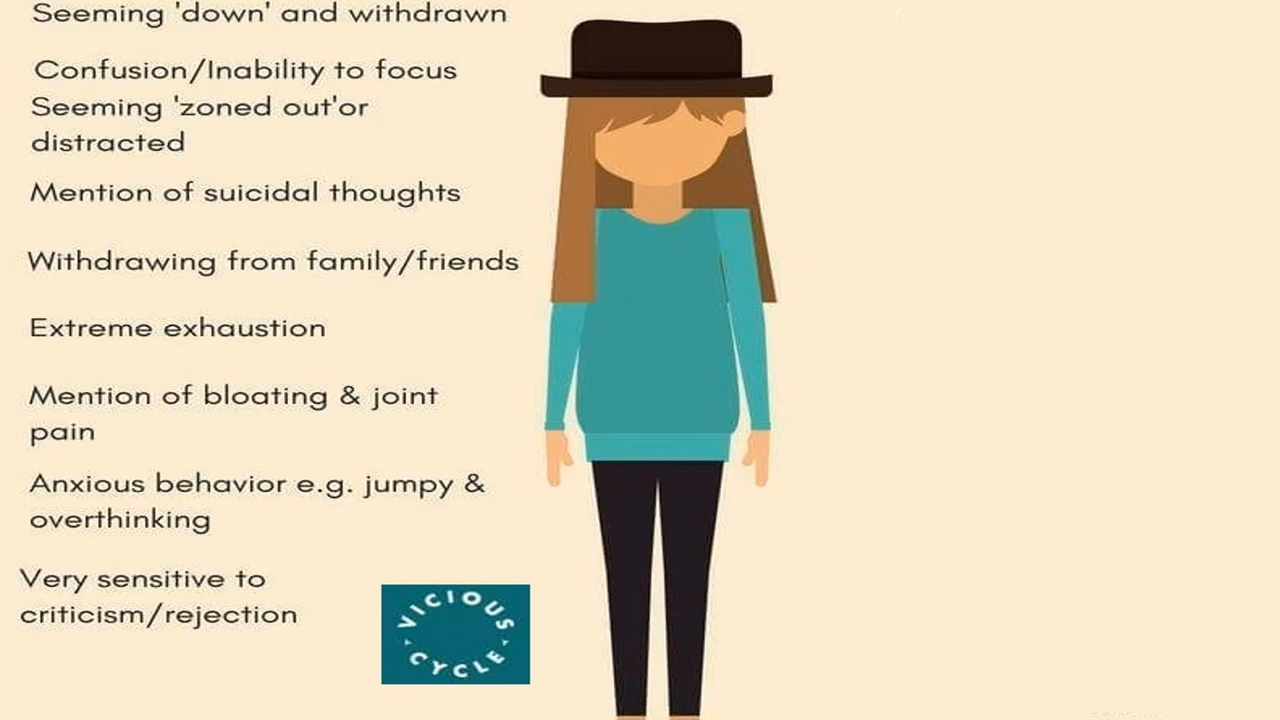 Seeming 'down' and withdrawn
Confusion/Inability to focus
Seeming 'zoned out'or
distracted
Mention of suicidal thoughts
Withdrawing from family/friends
Extreme exhaustion
Mention of bloating & joint
pain
Anxious behavior e.g. jumpy &
overthinking
Very sensitive to
criticism/rejection
VICIOUS
CYCLE